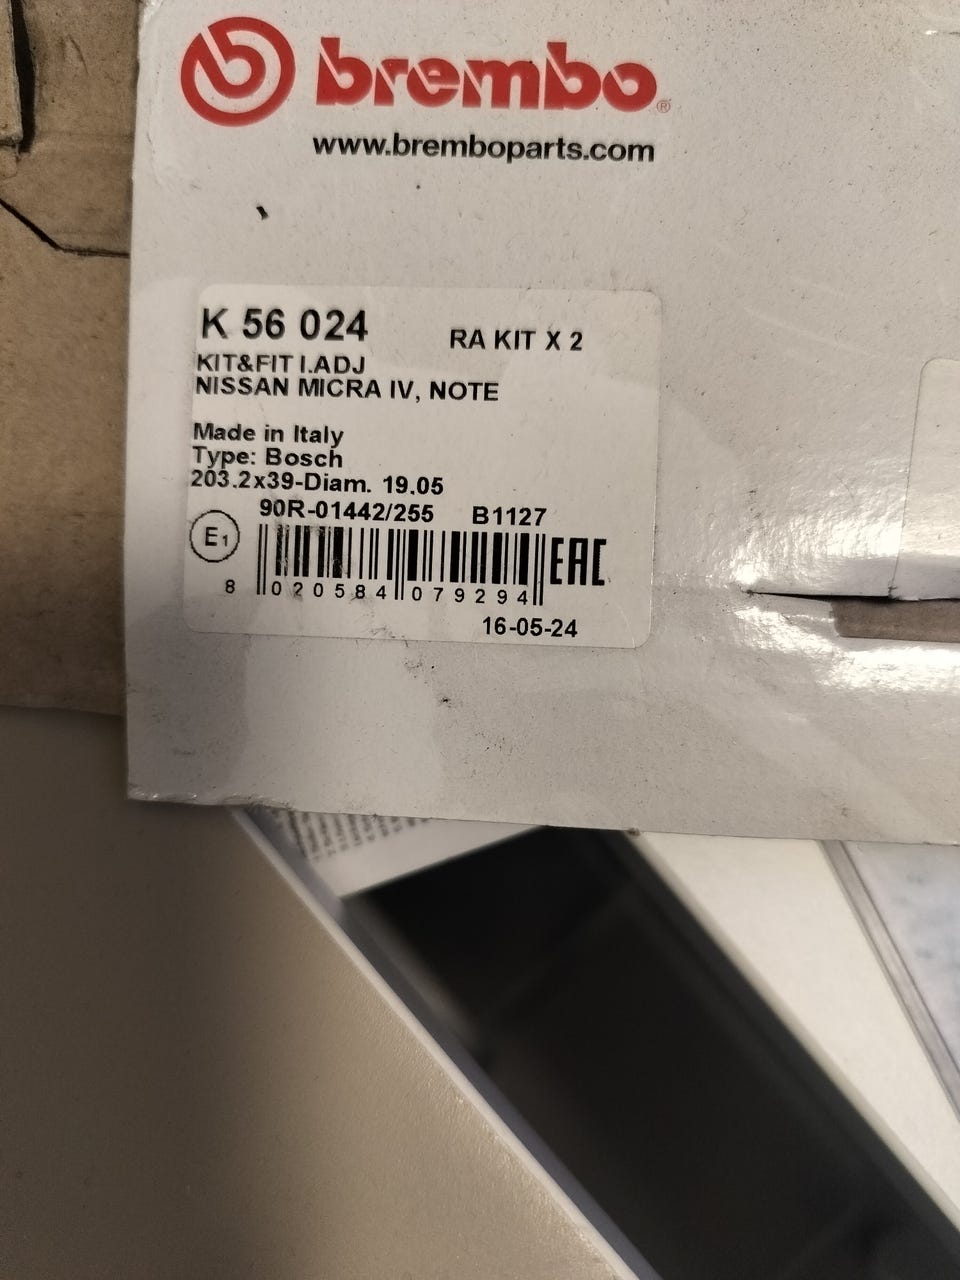 brembo®
www.bremboparts.com
K 56 024 RA KIT X 2
KIT&FIT I.ADJ
NISSAN MICRA IV, NOTE
Made in Italy
Type: Bosch
203.2x39-Diam. 19.05
90R-01442/255 B1127
E1 EAC
8 020584 079294
16-05-24